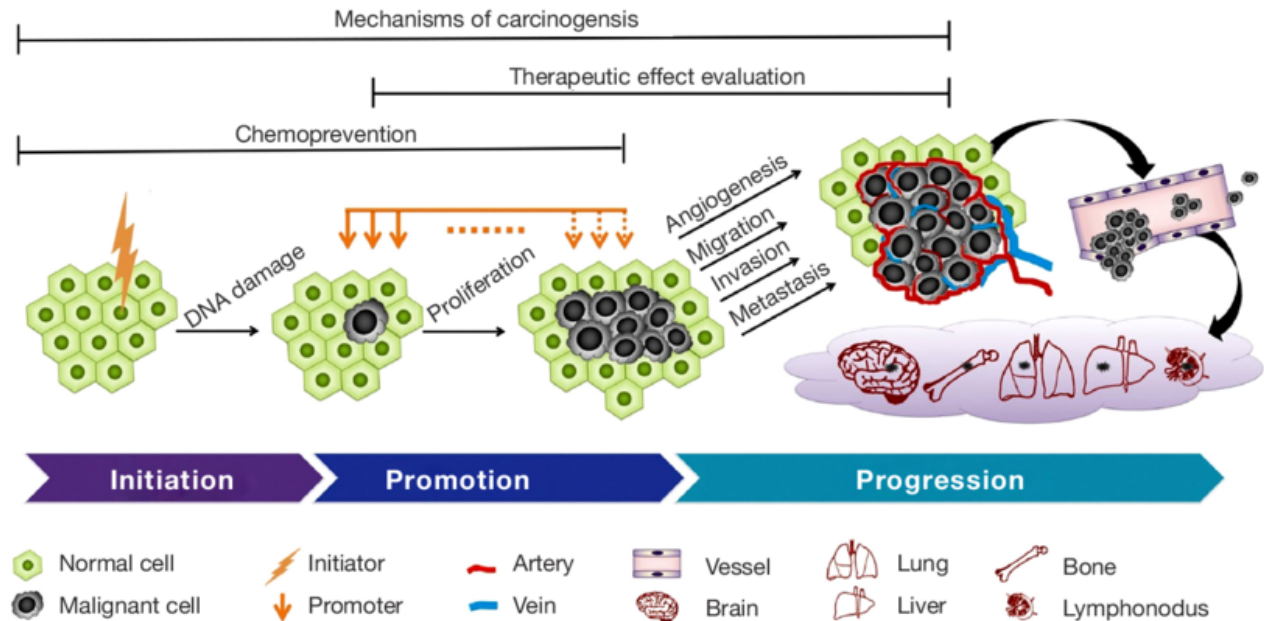 Mechanisms of carcinogensis
Therapeutic effect evaluation
Chemoprevention
DNA damage
Proliferation
Angiogenesis
Migration
Invasion
Metastasis
Initiation
Promotion
Progression
Normal cell
Initiator
Artery
Vessel
Lung
Bone
Malignant cell
Promoter
Vein
Brain
Liver
Lymphonodus